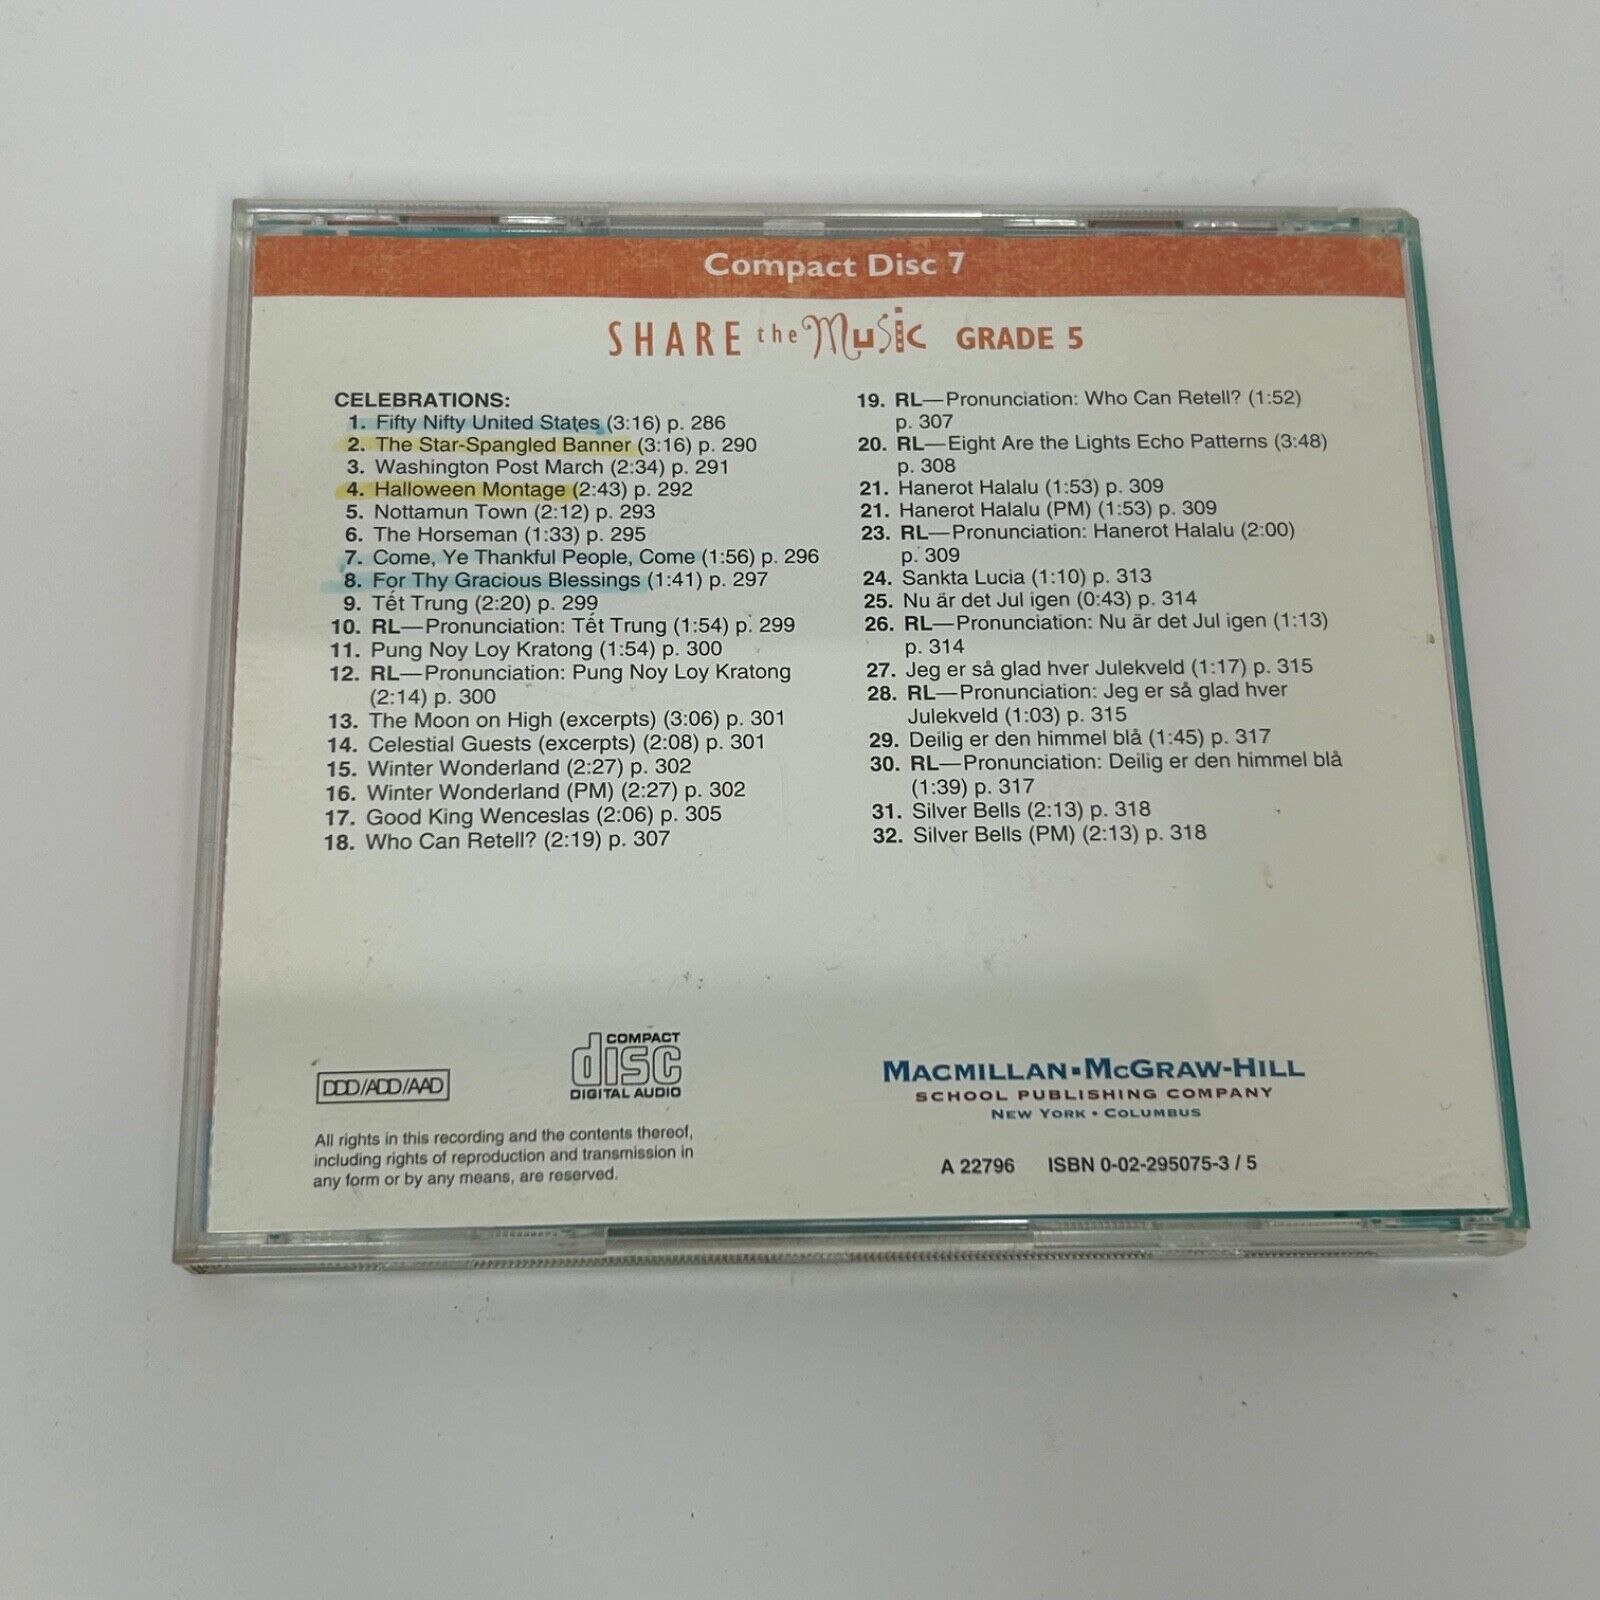 Compact Disc 7
SHARE the Music GRADE 5
CELEBRATIONS:
1. Fifty Nifty United States (3:16) p. 286
2. The Star-Spangled Banner (3:16) p. 290
3. Washington Post March (2:34) p. 291
4. Halloween Montage (2:43) p. 292
5. Nottamun Town (2:12) p. 293
6. The Horseman (1:33) p. 295
7. Come, Ye Thankful People, Come (1:56) p. 296
8. For Thy Gracious Blessings (1:41) p. 297
9. Tết Trung (2:20) p. 299
10. RL—Pronunciation: Tết Trung (1:54) p. 299
11. Pung Noy Loy Kratong (1:54) p. 300
12. RL—Pronunciation: Pung Noy Loy Kratong
(2:14) p. 300
13. The Moon on High (excerpts) (3:06) p. 301
14. Celestial Guests (excerpts) (2:08) p. 301
15. Winter Wonderland (2:27) p. 302
16. Winter Wonderland (PM) (2:27) p. 302
17. Good King Wenceslas (2:06) p. 305
18. Who Can Retell? (2:19) p. 307
19. RL—Pronunciation: Who Can Retell? (1:52)
p. 307
20. RL—Eight Are the Lights Echo Patterns (3:48)
p. 308
21. Hanerot Halalu (1:53) p. 309
21. Hanerot Halalu (PM) (1:53) p. 309
23. RL—Pronunciation: Hanerot Halalu (2:00)
p. 309
24. Sankta Lucia (1:10) p. 313
25. Nu är det Jul igen (0:43) p. 314
26. RL—Pronunciation: Nu är det Jul igen (1:13)
p. 314
27. Jeg er så glad hver Julekveld (1:17) p. 315
28. RL—Pronunciation: Jeg er så glad hver
Julekveld (1:03) p. 315
29. Deilig er den himmel blå (1:45) p. 317
30. RL—Pronunciation: Deilig er den himmel blå
(1:39) p. 317
31. Silver Bells (2:13) p. 318
32. Silver Bells (PM) (2:13) p. 318
DDD/ADD/AAD
COMPACT
disc
DIGITAL AUDIO
All rights in this recording and the contents thereof,
including rights of reproduction and transmission in
any form or by any means, are reserved.
MACMILLAN▪MCGRAW-HILL
SCHOOL PUBLISHING COMPANY
NEW YORK • COLUMBUS
A 22796 ISBN 0-02-295075-3 / 5